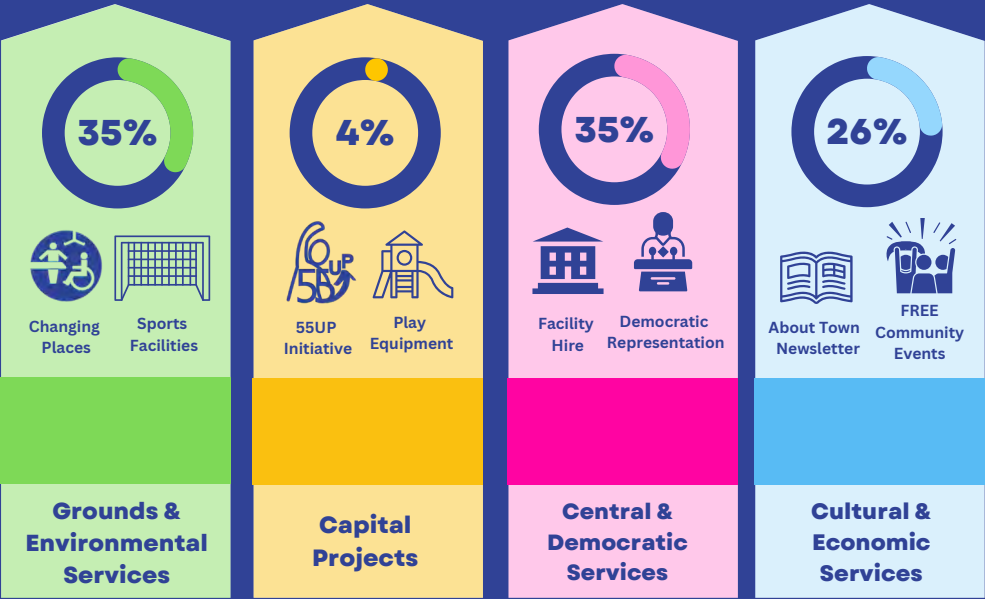 35%
Changing
Places
Sports
Facilities
Grounds &
Environmental
Services
4%
55UP
Initiative
Play
Equipment
Capital
Projects
35%
Facility
Hire
Democratic
Representation
Central &
Democratic
Services
26%
About Town
Newsletter
FREE
Community
Events
Cultural &
Economic
Services